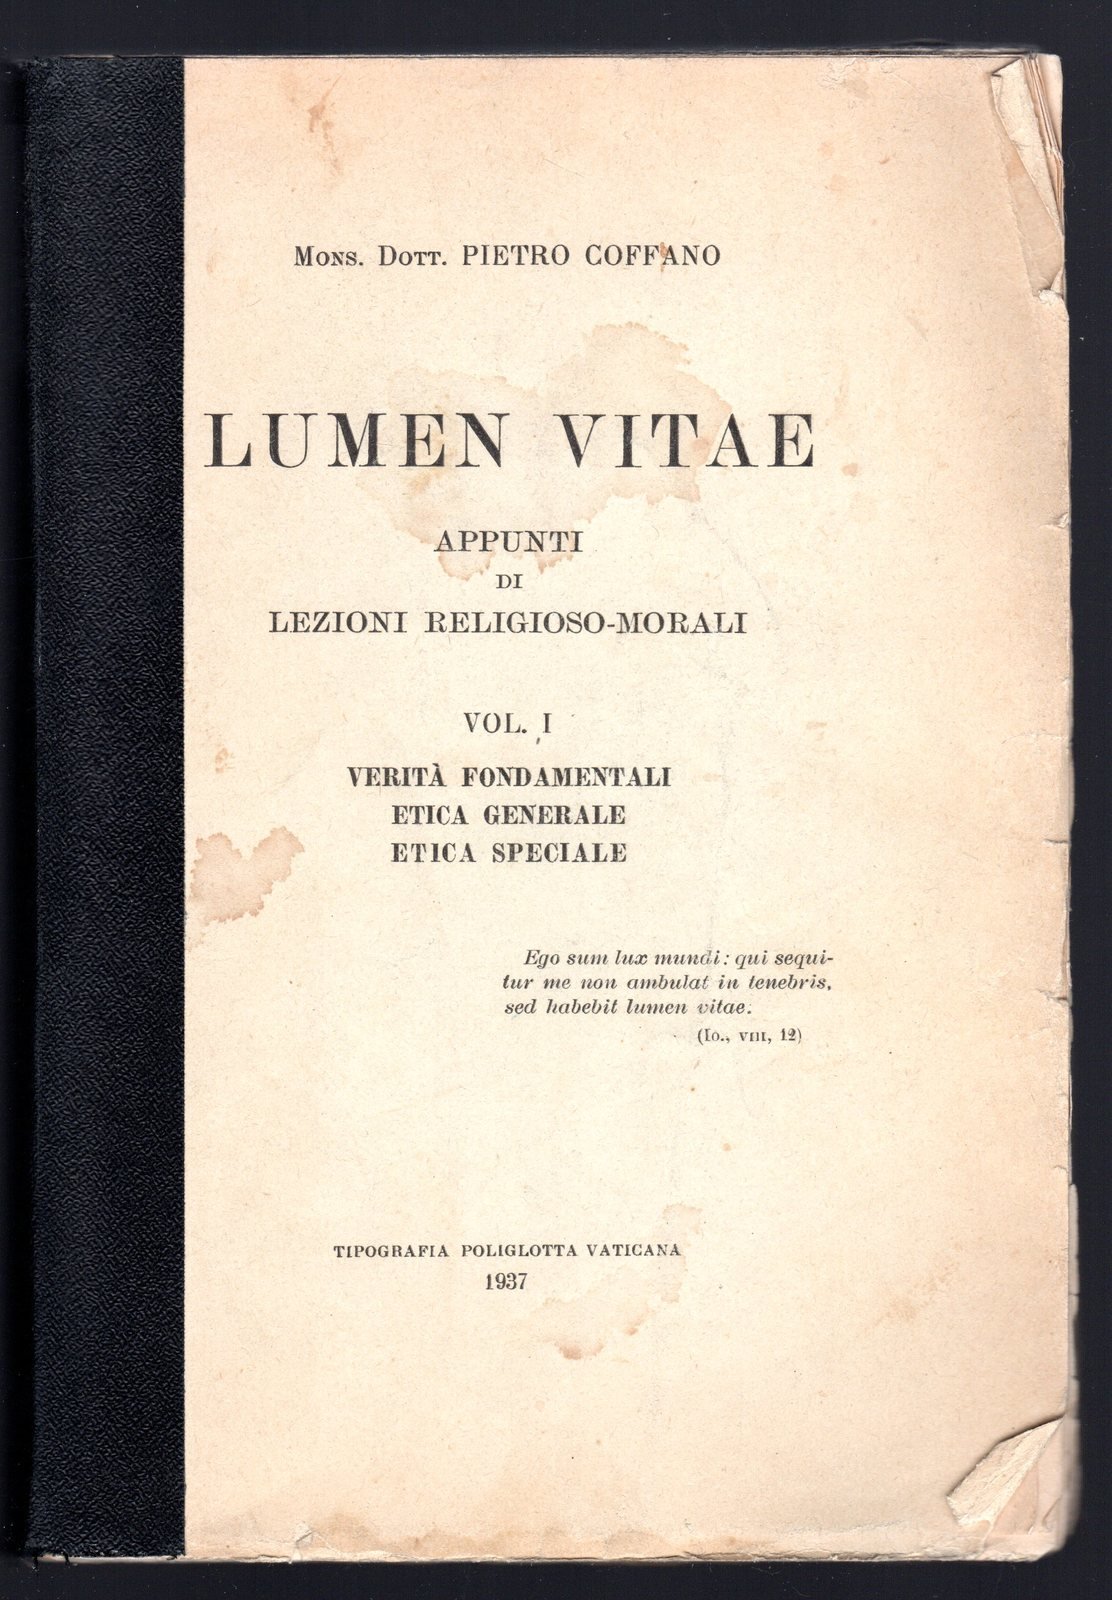 Mons. Dott. PIETRO COFFANO
LUMEN VITAE
APPUNTI
DI
LEZIONI RELIGIOSO-MORALI
VOL. I
VERITÀ FONDAMENTALI
ETICA GENERALE
ETICA SPECIALE
Ego sum lux mundi: qui sequi-
tur me non ambulat in tenebris,
sed habebit lumen vitae.
(Io., VIII, 12)
TIPOGRAFIA POLIGLOTTA VATICANA
1937